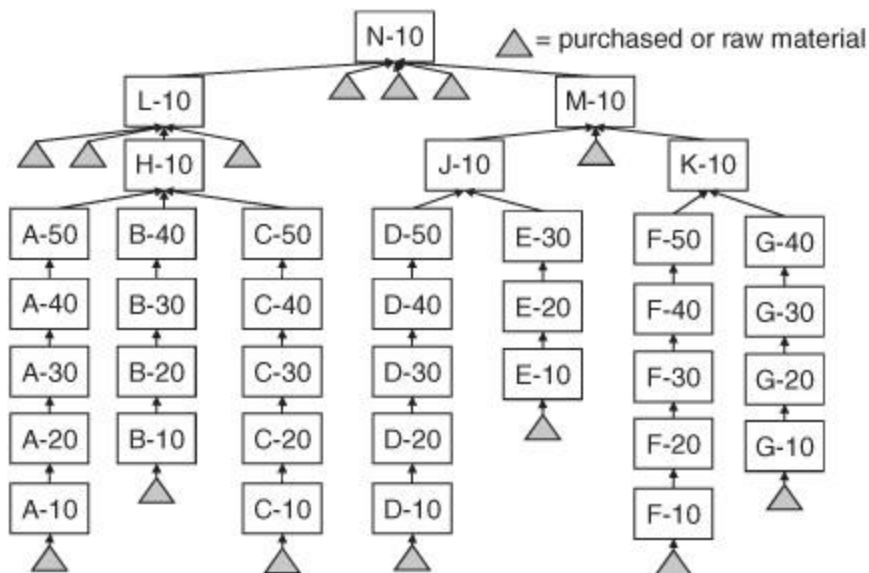 N-10
= purchased or raw material
L-10
M-10
H-10
J-10
K-10
A-50
B-40
C-50
D-50
E-30
F-50
G-40
A-40
B-30
C-40
D-40
E-20
F-40
G-30
A-30
B-20
C-30
D-30
E-10
F-30
G-20
A-20
B-10
C-20
D-20
F-20
G-10
A-10
C-10
D-10
F-10